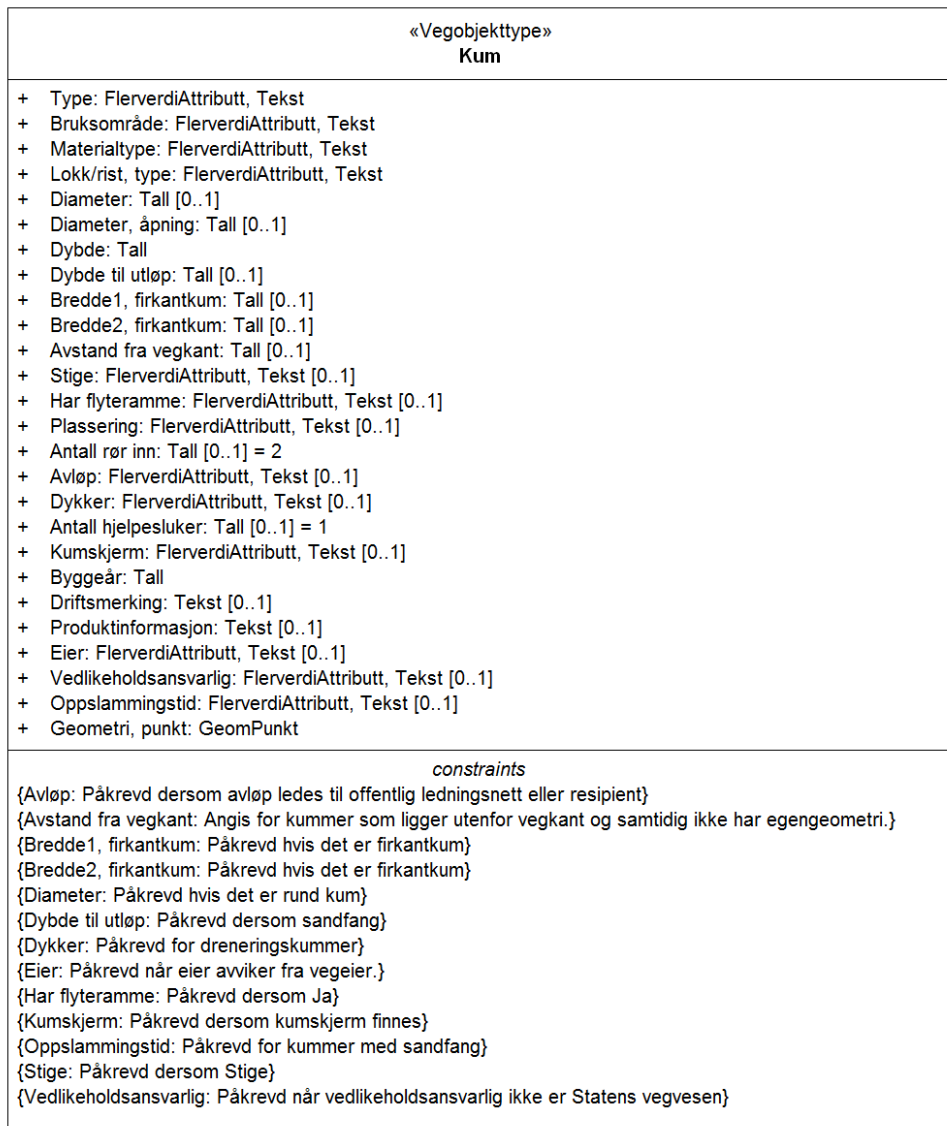 «Vegobjekttype»
Kum
+ Type: FlerverdiAttributt, Tekst
+ Bruksområde: FlerverdiAttributt, Tekst
+ Materialtype: FlerverdiAttributt, Tekst
+ Lokk/rist, type: FlerverdiAttributt, Tekst
+ Diameter: Tall [0..1]
+ Diameter, åpning: Tall [0..1]
+ Dybde: Tall
+ Dybde til utløp: Tall [0..1]
+ Bredde1, firkantkum: Tall [0..1]
+ Bredde2, firkantkum: Tall [0..1]
+ Avstand fra vegkant: Tall [0..1]
+ Stige: FlerverdiAttributt, Tekst [0..1]
+ Har flyteramme: FlerverdiAttributt, Tekst [0..1]
+ Plassering: FlerverdiAttributt, Tekst [0..1]
+ Antall rør inn: Tall [0..1] = 2
+ Avløp: FlerverdiAttributt, Tekst [0..1]
+ Dykker: FlerverdiAttributt, Tekst [0..1]
+ Antall hjelpesluker: Tall [0..1] = 1
+ Kumskjerm: FlerverdiAttributt, Tekst [0..1]
+ Byggeår: Tall
+ Driftsmerking: Tekst [0..1]
+ Produktinformasjon: Tekst [0..1]
+ Eier: FlerverdiAttributt, Tekst [0..1]
+ Vedlikeholdsansvarlig: FlerverdiAttributt, Tekst [0..1]
+ Oppslammingstid: FlerverdiAttributt, Tekst [0..1]
+ Geometri, punkt: GeomPunkt
constraints
{Avløp: Påkrevd dersom avløp ledes til offentlig ledningsnett eller resipient}
{Avstand fra vegkant: Angis for kummer som ligger utenfor vegkant og samtidig ikke har egengeometri.}
{Bredde1, firkantkum: Påkrevd hvis det er firkantkum}
{Bredde2, firkantkum: Påkrevd hvis det er firkantkum}
{Diameter: Påkrevd hvis det er rund kum}
{Dybde til utløp: Påkrevd dersom sandfang}
{Dykker: Påkrevd for dreneringskummer}
{Eier: Påkrevd når eier avviker fra vegeier.}
{Har flyteramme: Påkrevd dersom Ja}
{Kumskjerm: Påkrevd dersom kumskjerm finnes}
{Oppslammingstid: Påkrevd for kummer med sandfang}
{Stige: Påkrevd dersom Stige}
{Vedlikeholdsansvarlig: Påkrevd når vedlikeholdsansvarlig ikke er Statens vegvesen}